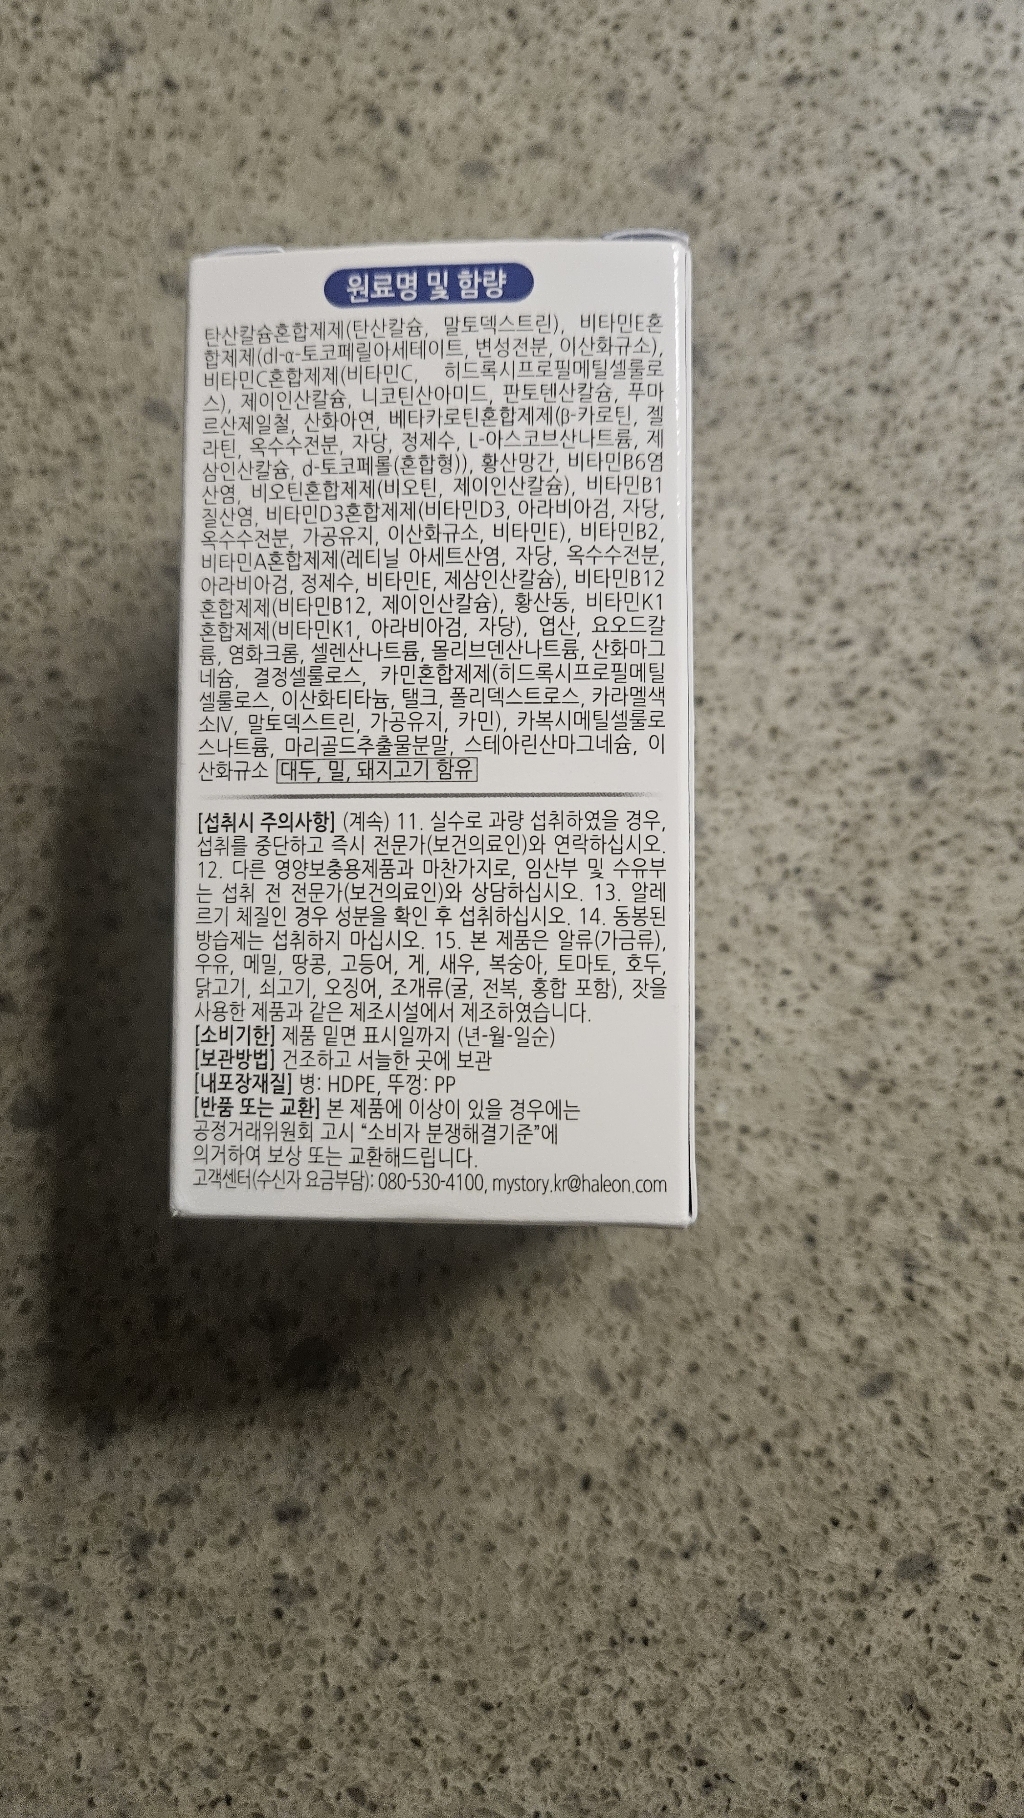 원료명 및 함량
탄산칼슘혼합제제(탄산칼슘, 말토덱스트린), 비타민E혼
합제제(dl-α-토코페릴아세테이트, 변성전분, 이산화규소),
비타민C혼합제제(비타민C, 히드록시프로필메틸셀룰로
스), 제이인산칼슘, 니코틴산아미드, 판토텐산칼슘, 푸마
르산제일철, 산화아연, 베타카로틴혼합제제(β-카로틴, 젤
라틴, 옥수수전분, 자당, 정제수, L-아스코브산나트륨, 제
삼인산칼슘, d-토코페롤(혼합형)), 황산망간, 비타민B6염
산염, 비오틴혼합제제(비오틴, 제이인산칼슘), 비타민B1
질산염, 비타민D3혼합제제(비타민D3, 아라비아검, 자당,
옥수수전분, 가공유지, 이산화규소, 비타민E), 비타민B2,
비타민A혼합제제(레티닐 아세트산염, 자당, 옥수수전분,
아라비아검, 정제수, 비타민E, 제삼인산칼슘), 비타민B12
혼합제제(비타민B12, 제이인산칼슘), 황산동, 비타민K1
혼합제제(비타민K1, 아라비아검, 자당), 엽산, 요오드칼
륨, 염화크롬, 셀렌산나트륨, 몰리브덴산나트륨, 산화마그
네슘, 결정셀룰로스, 카민혼합제제(히드록시프로필메틸
셀룰로스, 이산화티타늄, 탤크, 폴리덱스트로스, 카라멜색
소IV, 말토덱스트린, 가공유지, 카민), 카복시메틸셀룰로
스나트륨, 마리골드추출물분말, 스테아린산마그네슘, 이
산화규소 대두, 밀, 돼지고기 함유
[섭취시 주의사항] (계속) 11. 실수로 과량 섭취하였을 경우,
섭취를 중단하고 즉시 전문가(보건의료인)와 연락하십시오.
12. 다른 영양보충용제품과 마찬가지로, 임산부 및 수유부
는 섭취 전 전문가(보건의료인)와 상담하십시오. 13. 알레
르기 체질인 경우 성분을 확인 후 섭취하십시오. 14. 동봉된
방습제는 섭취하지 마십시오. 15. 본 제품은 알류(가금류),
우유, 메밀, 땅콩, 고등어, 게, 새우, 복숭아, 토마토, 호두,
닭고기, 쇠고기, 오징어, 조개류(굴, 전복, 홍합 포함), 잣을
사용한 제품과 같은 제조시설에서 제조하였습니다.
[소비기한] 제품 밑면 표시일까지 (년-월-일순)
[보관방법] 건조하고 서늘한 곳에 보관
[내포장재질] 병: HDPE, 뚜껑: PP
[반품 또는 교환] 본 제품에 이상이 있을 경우에는
공정거래위원회 고시 “소비자 분쟁해결기준”에
의거하여 보상 또는 교환해드립니다.
고객센터(수신자 요금부담): 080-530-4100, mystory.kr@haleon.com